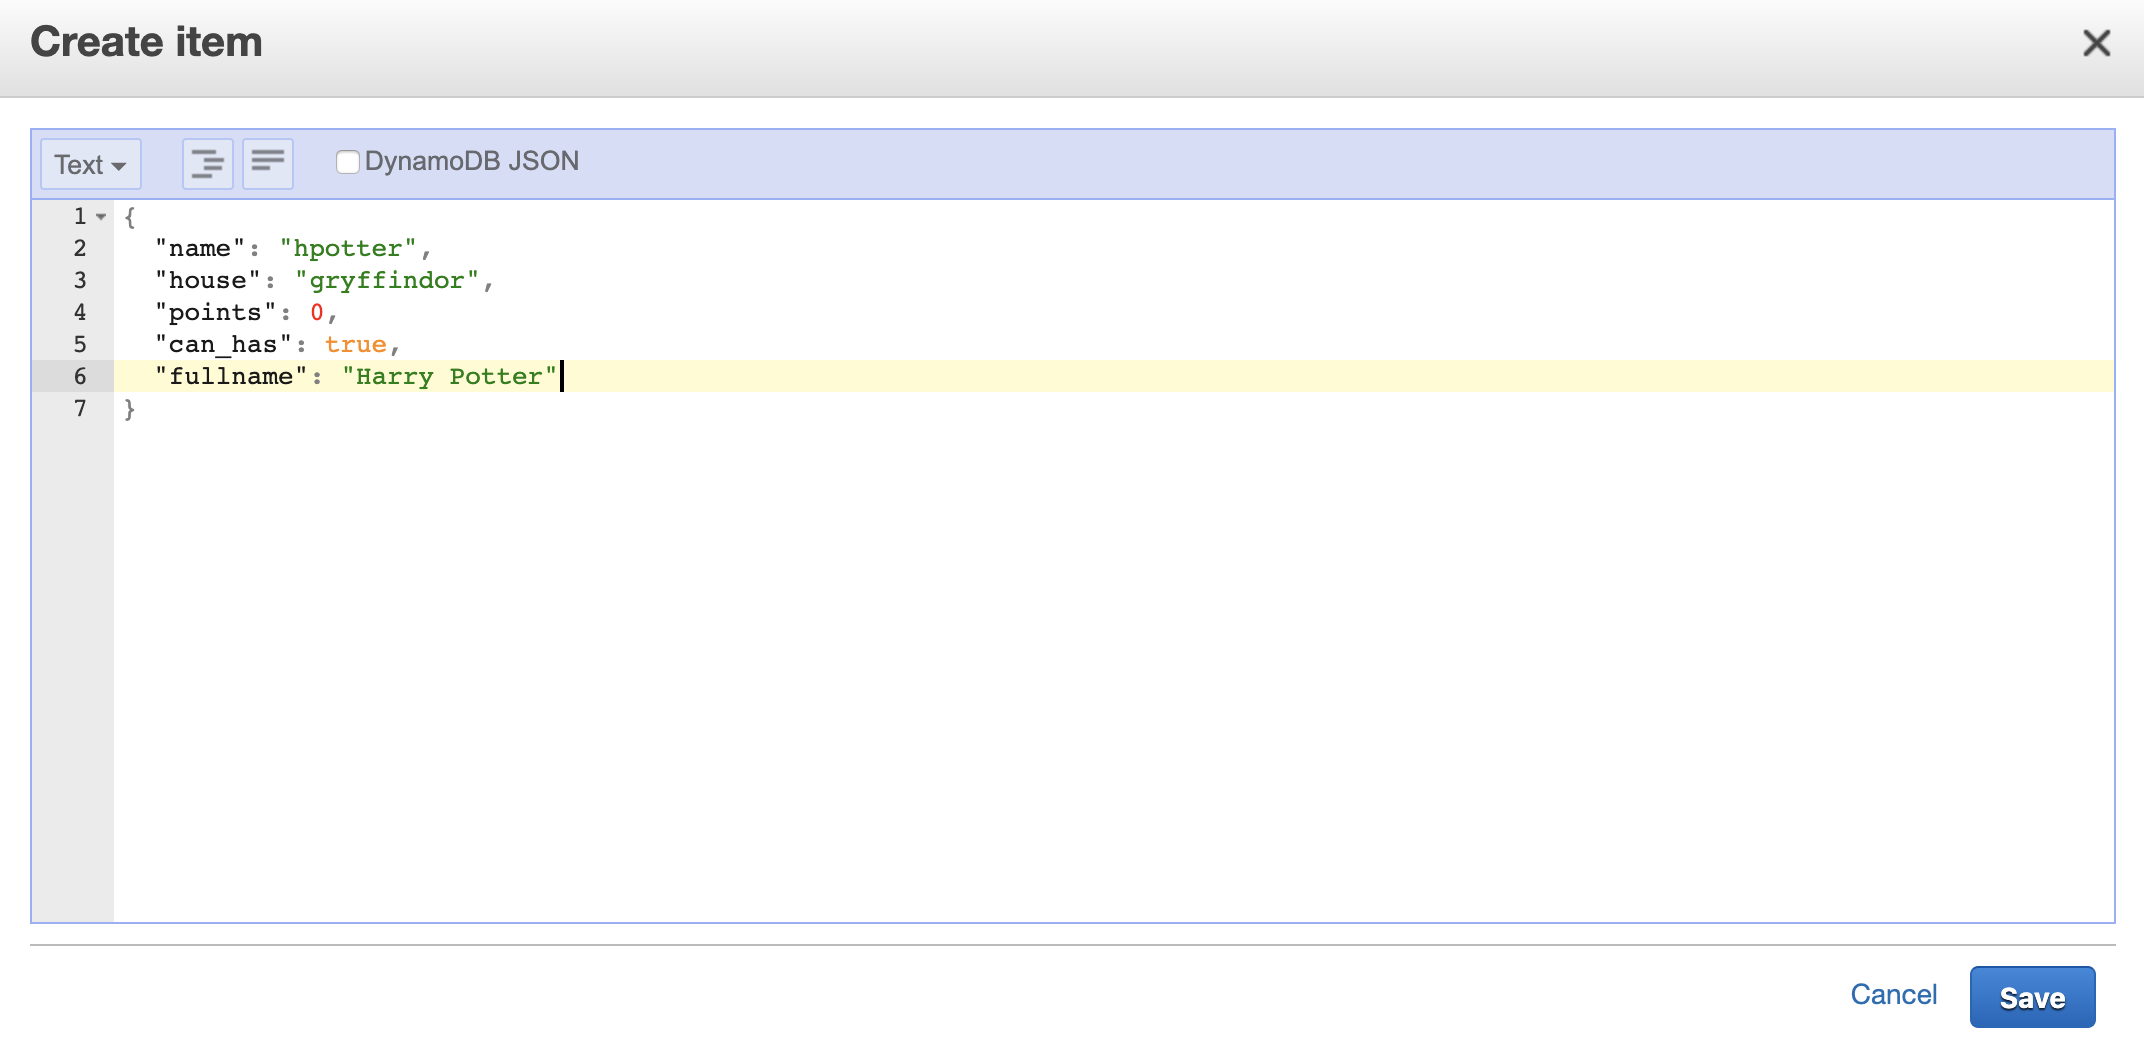 Create item
Text
DynamoDB JSON
1 {
2 "name": "hpotter",
3 "house": "gryffindor",
4 "points": 0,
5 "can_has": true,
6 "fullname": "Harry Potter"
7 }
Cancel
Save